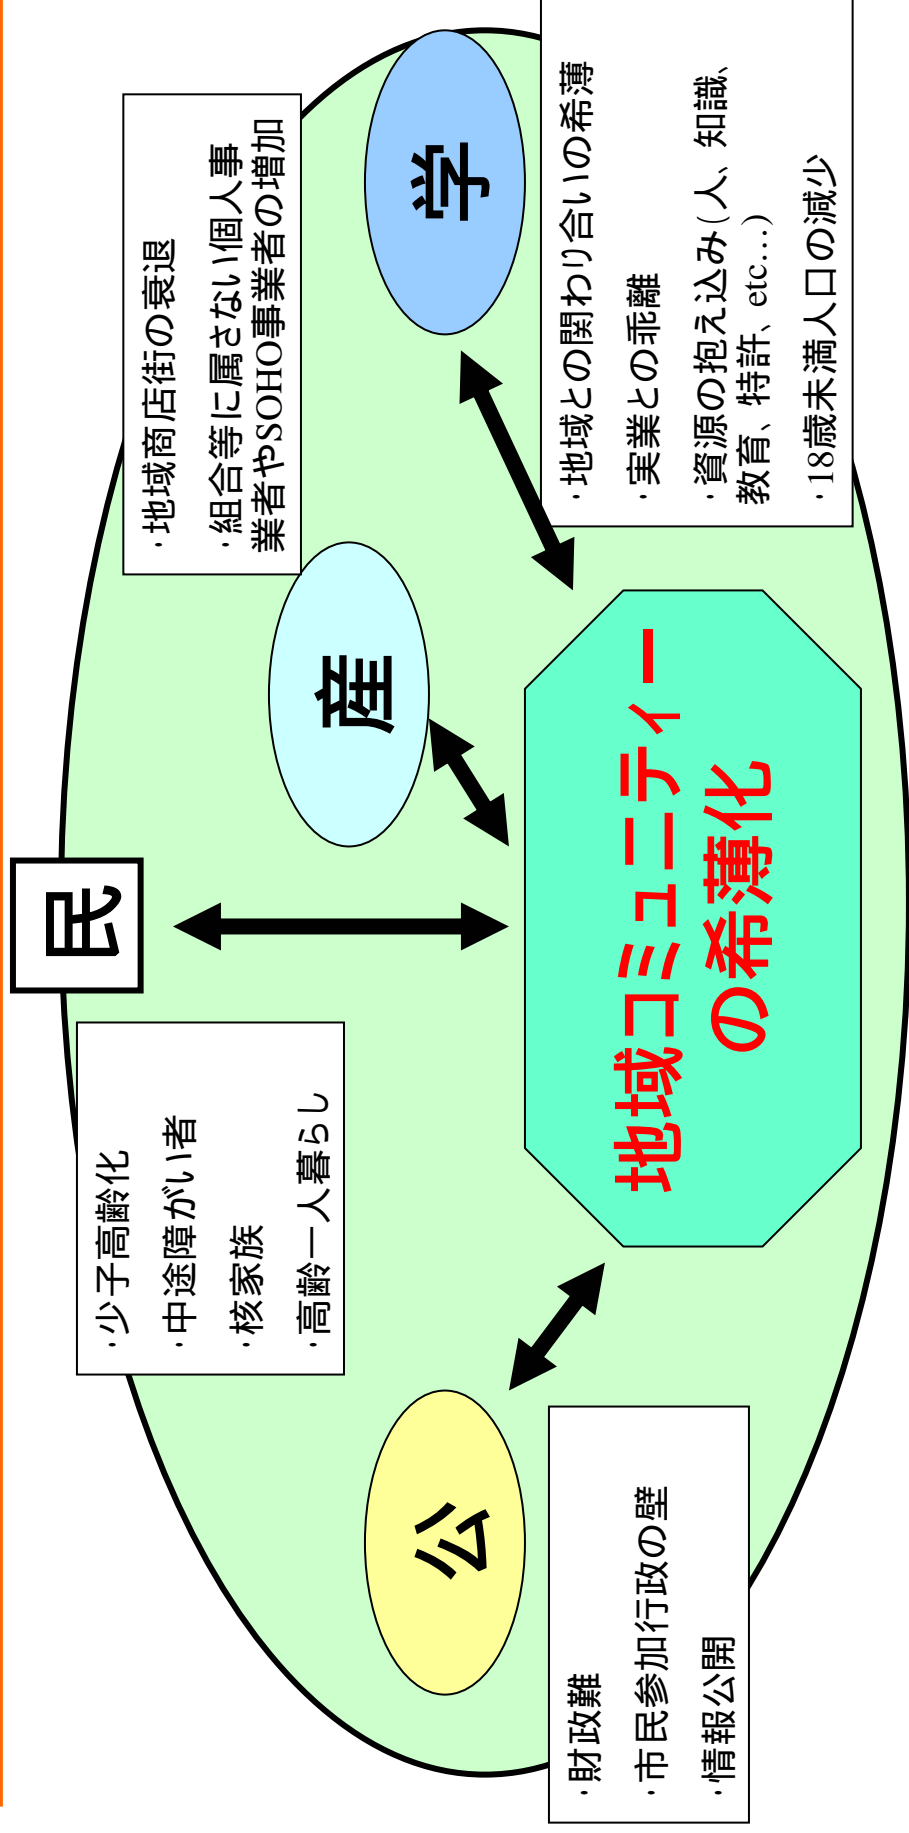 民
・少子高齢化
・中途障がい者
・核家族
・高齢一人暮らし
・地域商店街の衰退
・組合等に属さない個人事
業者やSOHO事業者の増加
公
産
学
・財政難
・市民参加行政の壁
・情報公開
地域コミュニティー
の希薄化
・地域との関わり合いの希薄
・実業との乖離
・資源の抱え込み(人、知識、
教育、特許、etc…)
・18歳未満人口の減少